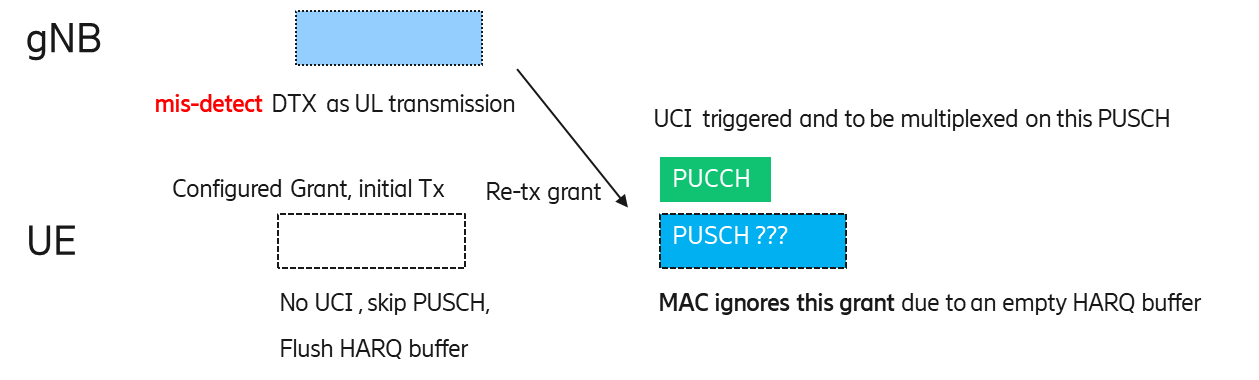 gNB
mis-detect DTX as UL transmission
UCI triggered and to be multiplexed on this PUSCH
PUCCH
Configured Grant, initial Tx
Re-tx grant
UE
PUSCH ???
No UCI , skip PUSCH,
Flush HARQ buffer
MAC ignores this grant due to an empty HARQ buffer